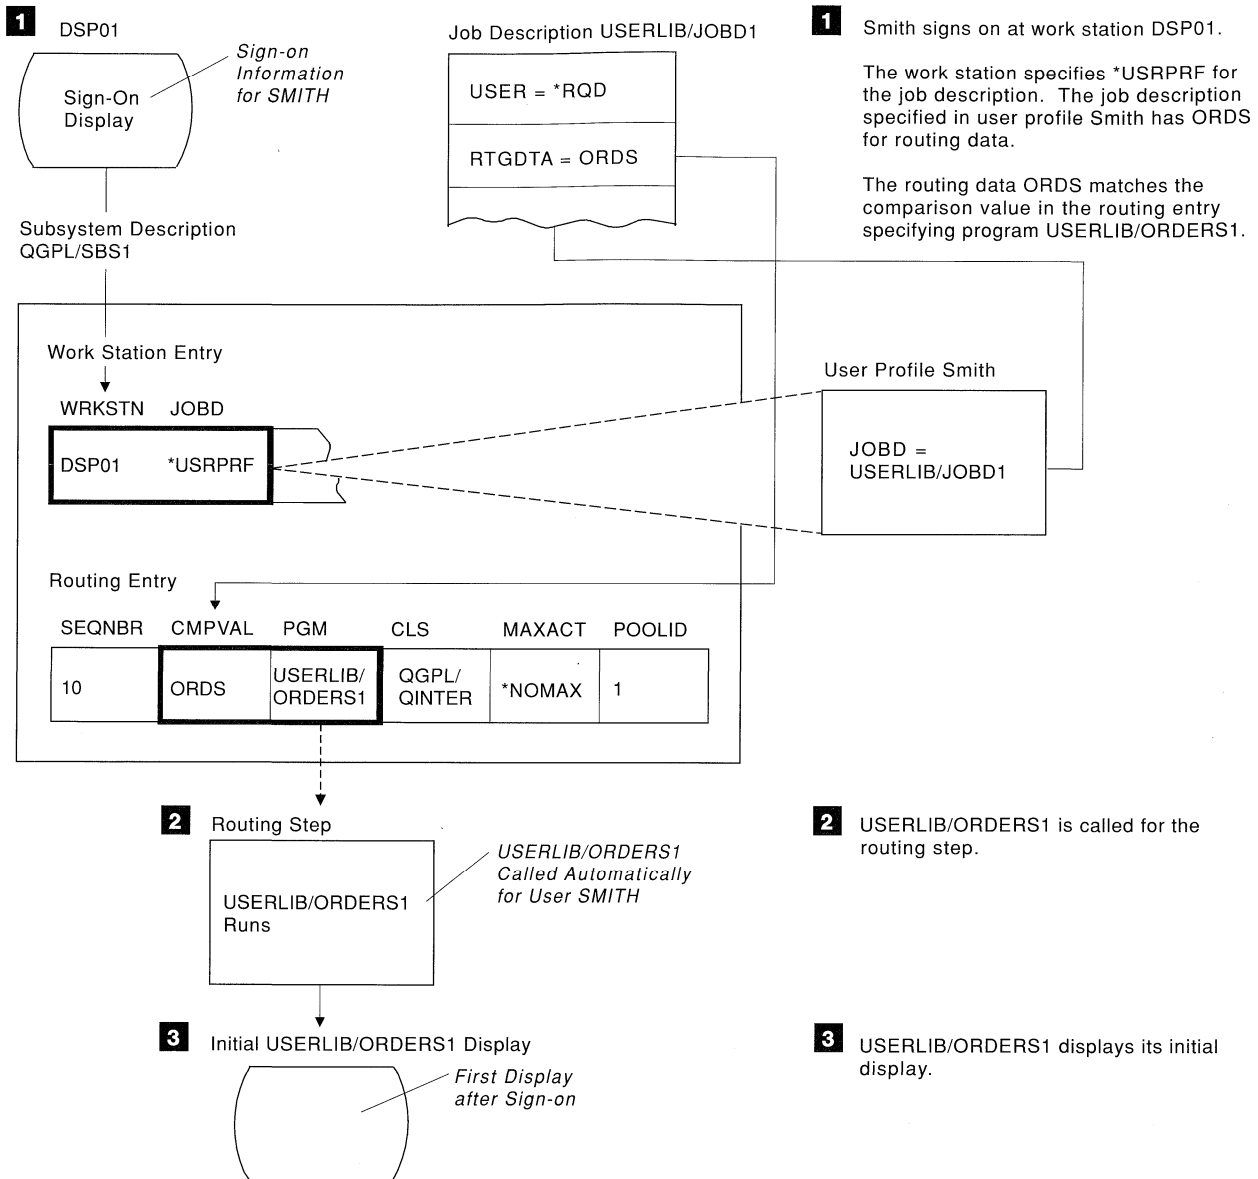 1
DSP01
Sign-on
Information
for SMITH
Sign-On
Display
Job Description USERLIB/JOBD1
USER = *RQD
RTGDTA = ORDS
1
Smith signs on at work station DSP01.
The work station specifies *USRPRF for
the job description. The job description
specified in user profile Smith has ORDS
for routing data.
The routing data ORDS matches the
comparison value in the routing entry
specifying program USERLIB/ORDERS1.
Subsystem Description
QGPL/SBS1
Work Station Entry
WRKSTN JOBD
DSP01 *USRPRF
User Profile Smith
JOBD =
USERLIB/JOBD1
Routing Entry
SEQNBR CMPVAL PGM CLS MAXACT POOLID
10
ORDS
USERLIB/
ORDERS1
QGPL/
QINTER
*NOMAX
1
2
Routing Step
USERLIB/ORDERS1
Runs
USERLIB/ORDERS1
Called Automatically
for User SMITH
2
USERLIB/ORDERS1 is called for the
routing step.
3
Initial USERLIB/ORDERS1 Display
First Display
after Sign-on
3
USERLIB/ORDERS1 displays its initial
display.